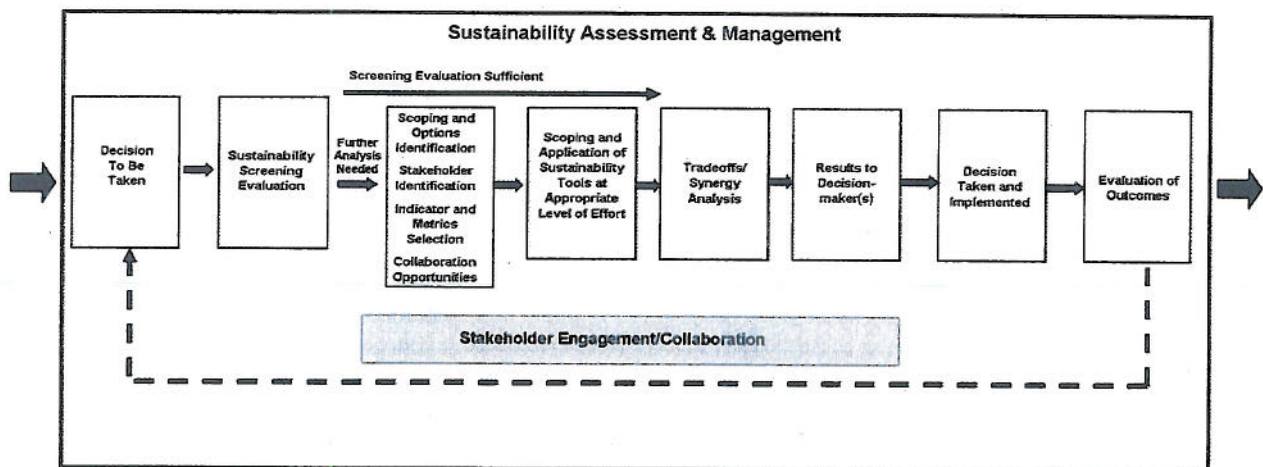 Sustainability Assessment & Management
Screening Evaluation Sufficient
Decision
To Be
Taken
Sustainability
Screening
Evaluation
Further
Analysis
Needed
Scoping and
Options
Identification
Stakeholder
Identification
Indicator and
Metrics
Selection
Collaboration
Opportunities
Scoping and
Application of
Sustainability
Tools at
Appropriate
Level of Effort
Tradeoffs/
Synergy
Analysis
Results to
Decision-
maker(s)
Decision
Taken and
Implemented
Evaluation of
Outcomes
Stakeholder Engagement/Collaboration